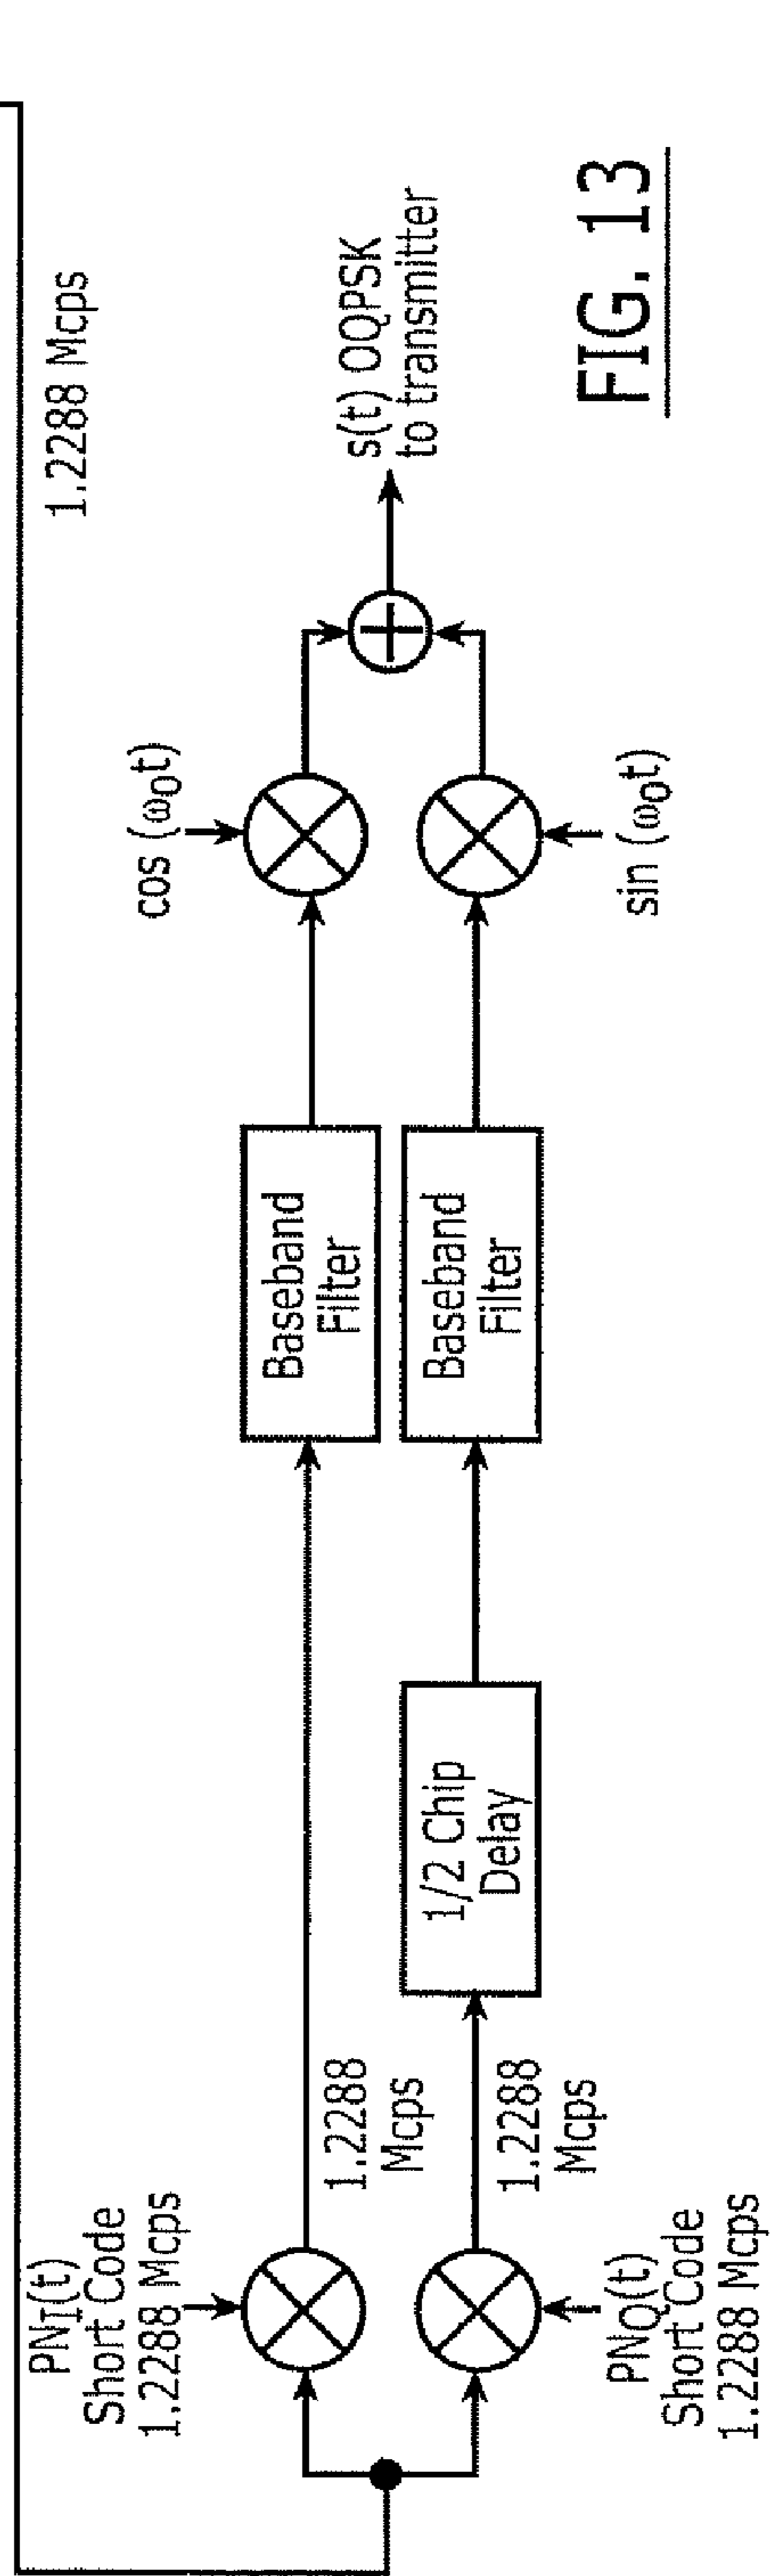 1.2288 Mcps
PNI(t)
Short Code
1.2288 Mcps
1.2288
Mcps
Baseband
Filter
cos (ω0t)
s(t) OQPSK
to transmitter
PNQ(t)
Short Code
1.2288 Mcps
1.2288
Mcps
1/2 Chip
Delay
Baseband
Filter
sin (ω0t)
FIG. 13